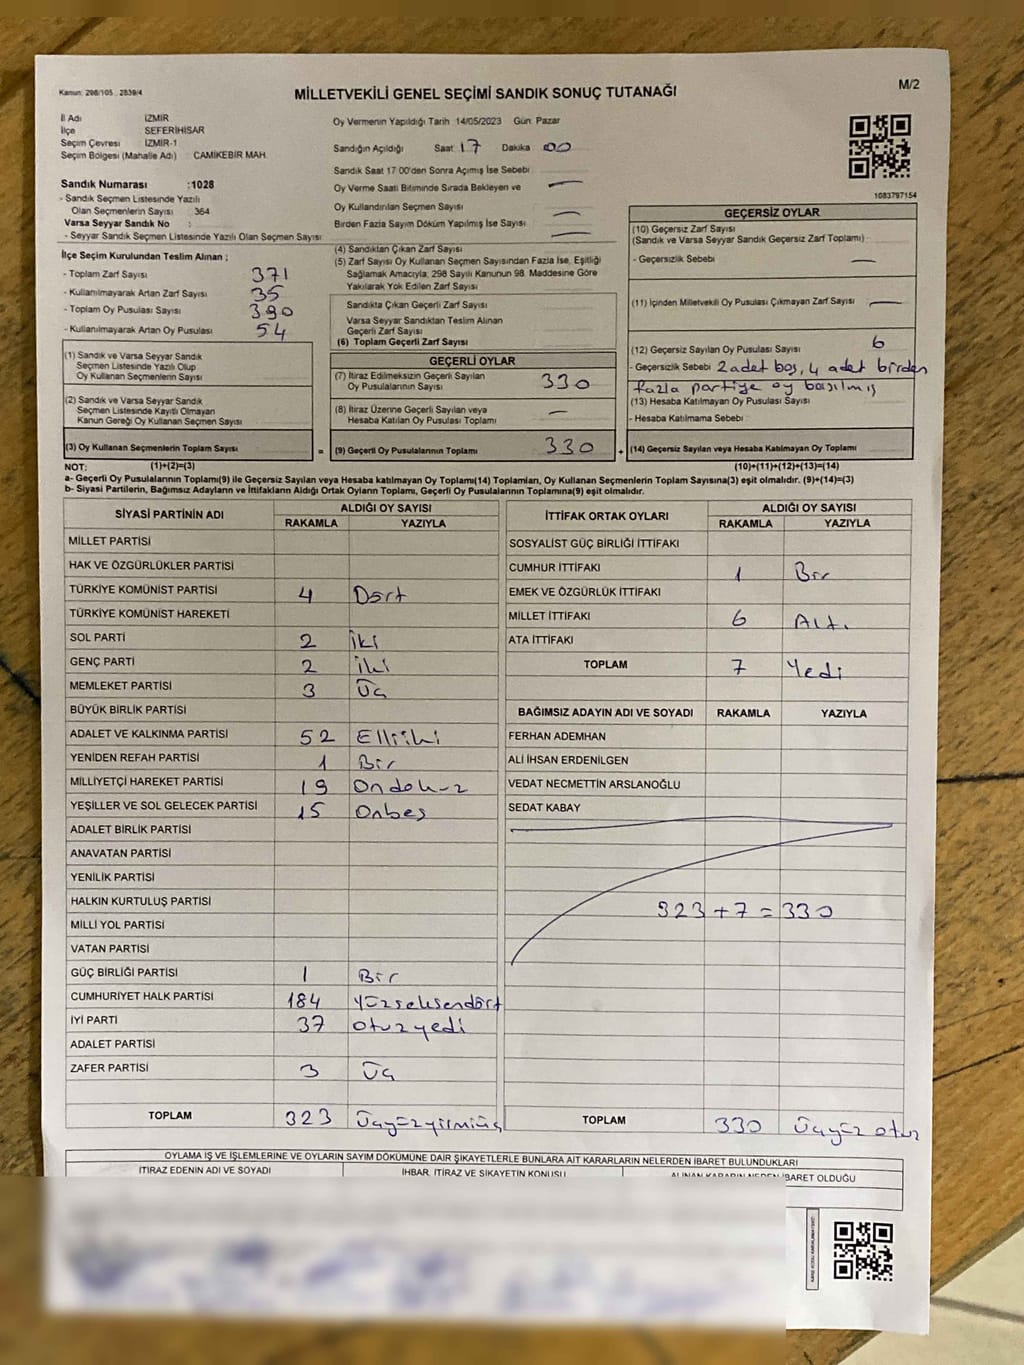 Kanun: 298/105 2839/4
MİLLETVEKİLİ GENEL SEÇİMİ SANDIK SONUÇ TUTANAĞI
M/2
İl Adı İZMİR
İlçe SEFERİHİSAR
Seçim Çevresi İZMİR-1
Seçim Bölgesi (Mahalle Adı) CAMİKEBİR MAH.
Sandık Numarası :1028
- Sandık Seçmen Listesinde Yazılı
Olan Seçmenlerin Sayısı : 364
Varsa Seyyar Sandık No :
- Seyyar Sandık Seçmen Listesinde Yazılı Olan Seçmen Sayısı
Oy Vermenin Yapıldığı Tarih 14/05/2023 Gün: Pazar
Sandığın Açıldığı Saat 17 Dakika 00
Sandık Saat 17:00'den Sonra Açılmış İse Sebebi
Oy Verme Saati Bitiminde Sırada Bekleyen ve —
Oy Kullandırılan Seçmen Sayısı —
Birden Fazla Sayım Döküm Yapılmış İse Sayısı —
1083797154
İlçe Seçim Kurulundan Teslim Alınan ;
- Toplam Zarf Sayısı 371
- Kullanılmayarak Artan Zarf Sayısı 35
- Toplam Oy Pusulası Sayısı 390
- Kullanılmayarak Artan Oy Pusulası 54
(4) Sandıktan Çıkan Zarf Sayısı
(5) Zarf Sayısı Oy Kullanan Seçmen Sayısından Fazla İse, Eşitliği
Sağlamak Amacıyla, 298 Sayılı Kanunun 98. Maddesine Göre
Yakılarak Yok Edilen Zarf Sayısı
Sandıkta Çıkan Geçerli Zarf Sayısı
Varsa Seyyar Sandıktan Teslim Alınan
Geçerli Zarf Sayısı
(6) Toplam Geçerli Zarf Sayısı
GEÇERSİZ OYLAR
(10) Geçersiz Zarf Sayısı
(Sandık ve Varsa Seyyar Sandık Geçersiz Zarf Toplamı)
- Geçersizlik Sebebi —
(11) İçinden Milletvekili Oy Pusulası Çıkmayan Zarf Sayısı —
(12) Geçersiz Sayılan Oy Pusulası Sayısı 6
- Geçersizlik Sebebi 2 adet boş, 4 adet birden
fazla partiye oy basılmış
(13) Hesaba Katılmayan Oy Pusulası Sayısı
- Hesaba Katılmama Sebebi
(1) Sandık ve Varsa Seyyar Sandık
Seçmen Listesinde Yazılı Olup
Oy Kullanan Seçmenlerin Sayısı
(2) Sandık ve Varsa Seyyar Sandık
Seçmen Listesinde Kayıtlı Olmayan
Kanun Gereği Oy Kullanan Seçmen Sayısı
GEÇERLİ OYLAR
(7) İtiraz Edilmeksizin Geçerli Sayılan
Oy Pusulalarının Sayısı 330
(8) İtiraz Üzerine Geçerli Sayılan veya
Hesaba Katılan Oy Pusulası Toplamı —
(3) Oy Kullanan Seçmenlerin Toplam Sayısı = (9) Geçerli Oy Pusulalarının Toplamı 330 + (14) Geçersiz Sayılan veya Hesaba Katılmayan Oy Toplamı
NOT: (1)+(2)=(3) (10)+(11)+(12)+(13)=(14)
a- Geçerli Oy Pusulalarının Toplamı(9) ile Geçersiz Sayılan veya Hesaba katılmayan Oy Toplamı(14) Toplamları, Oy Kullanan Seçmenlerin Toplam Sayısına(3) eşit olmalıdır. (9)+(14)=(3)
b- Siyasi Partilerin, Bağımsız Adayların ve İttifakların Aldığı Ortak Oyların Toplamı, Geçerli Oy Pusulalarının Toplamına(9) eşit olmalıdır.
SİYASİ PARTİNİN ADI ALDIĞI OY SAYISI
RAKAMLA YAZIYLA
MİLLET PARTİSİ
HAK VE ÖZGÜRLÜKLER PARTİSİ
TÜRKİYE KOMÜNİST PARTİSİ 4 Dört
TÜRKİYE KOMÜNİST HAREKETİ
SOL PARTİ 2 İki
GENÇ PARTİ 2 İki
MEMLEKET PARTİSİ 3 Üç
BÜYÜK BİRLİK PARTİSİ
ADALET VE KALKINMA PARTİSİ 52 Elliiki
YENİDEN REFAH PARTİSİ 1 Bir
MİLLİYETÇİ HAREKET PARTİSİ 19 Ondokuz
YEŞİLLER VE SOL GELECEK PARTİSİ 15 Onbeş
ADALET BİRLİK PARTİSİ
ANAVATAN PARTİSİ
YENİLİK PARTİSİ
HALKIN KURTULUŞ PARTİSİ
MİLLİ YOL PARTİSİ
VATAN PARTİSİ
GÜÇ BİRLİĞİ PARTİSİ 1 Bir
CUMHURİYET HALK PARTİSİ 184 Yüzseksendört
İYİ PARTİ 37 Otuzyedi
ADALET PARTİSİ
ZAFER PARTİSİ 3 Üç
TOPLAM 323 Üçyüzyirmiüç
İTTİFAK ORTAK OYLARI ALDIĞI OY SAYISI
RAKAMLA YAZIYLA
SOSYALİST GÜÇ BİRLİĞİ İTTİFAKI
CUMHUR İTTİFAKI 1 Bir
EMEK VE ÖZGÜRLÜK İTTİFAKI
MİLLET İTTİFAKI 6 Altı
ATA İTTİFAKI
TOPLAM 7 Yedi
BAĞIMSIZ ADAYIN ADI VE SOYADI RAKAMLA YAZIYLA
FERHAN ADEMHAN
ALİ İHSAN ERDENİLGEN
VEDAT NECMETTİN ARSLANOĞLU
SEDAT KABAY
323 + 7 = 330
TOPLAM 330 Üçyüz otuz
OYLAMA İŞ VE İŞLEMLERİNE VE OYLARIN SAYIM DÖKÜMÜNE DAİR ŞİKAYETLERLE BUNLARA AİT KARARLARIN NELERDEN İBARET BULUNDUKLARI
İTİRAZ EDENİN ADI VE SOYADI İHBAR, İTİRAZ VE ŞİKAYETİN KONUSU ALINAN KARARIN NEDEN İBARET OLDUĞU